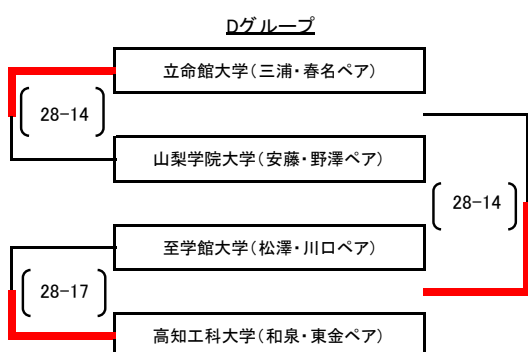 Dグループ
立命館大学(三浦・春名ペア)
28-14
山梨学院大学(安藤・野澤ペア)
28-14
至学館大学(松澤・川口ペア)
28-17
高知工科大学(和泉・東金ペア)